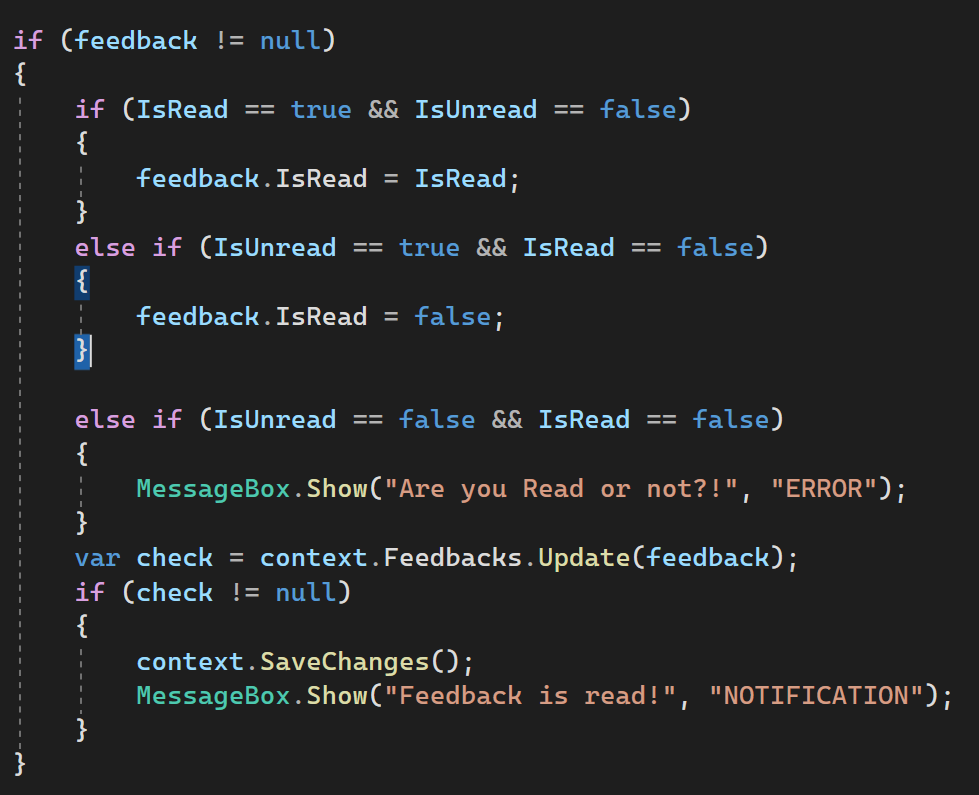 if (feedback != null)
{
    if (IsRead == true && IsUnread == false)
    {
        feedback.IsRead = IsRead;
    }
    else if (IsUnread == true && IsRead == false)
    {
        feedback.IsRead = false;
    }
    else if (IsUnread == false && IsRead == false)
    {
        MessageBox.Show("Are you Read or not?!", "ERROR");
    }
    var check = context.Feedbacks.Update(feedback);
    if (check != null)
    {
        context.SaveChanges();
        MessageBox.Show("Feedback is read!", "NOTIFICATION");
    }
}